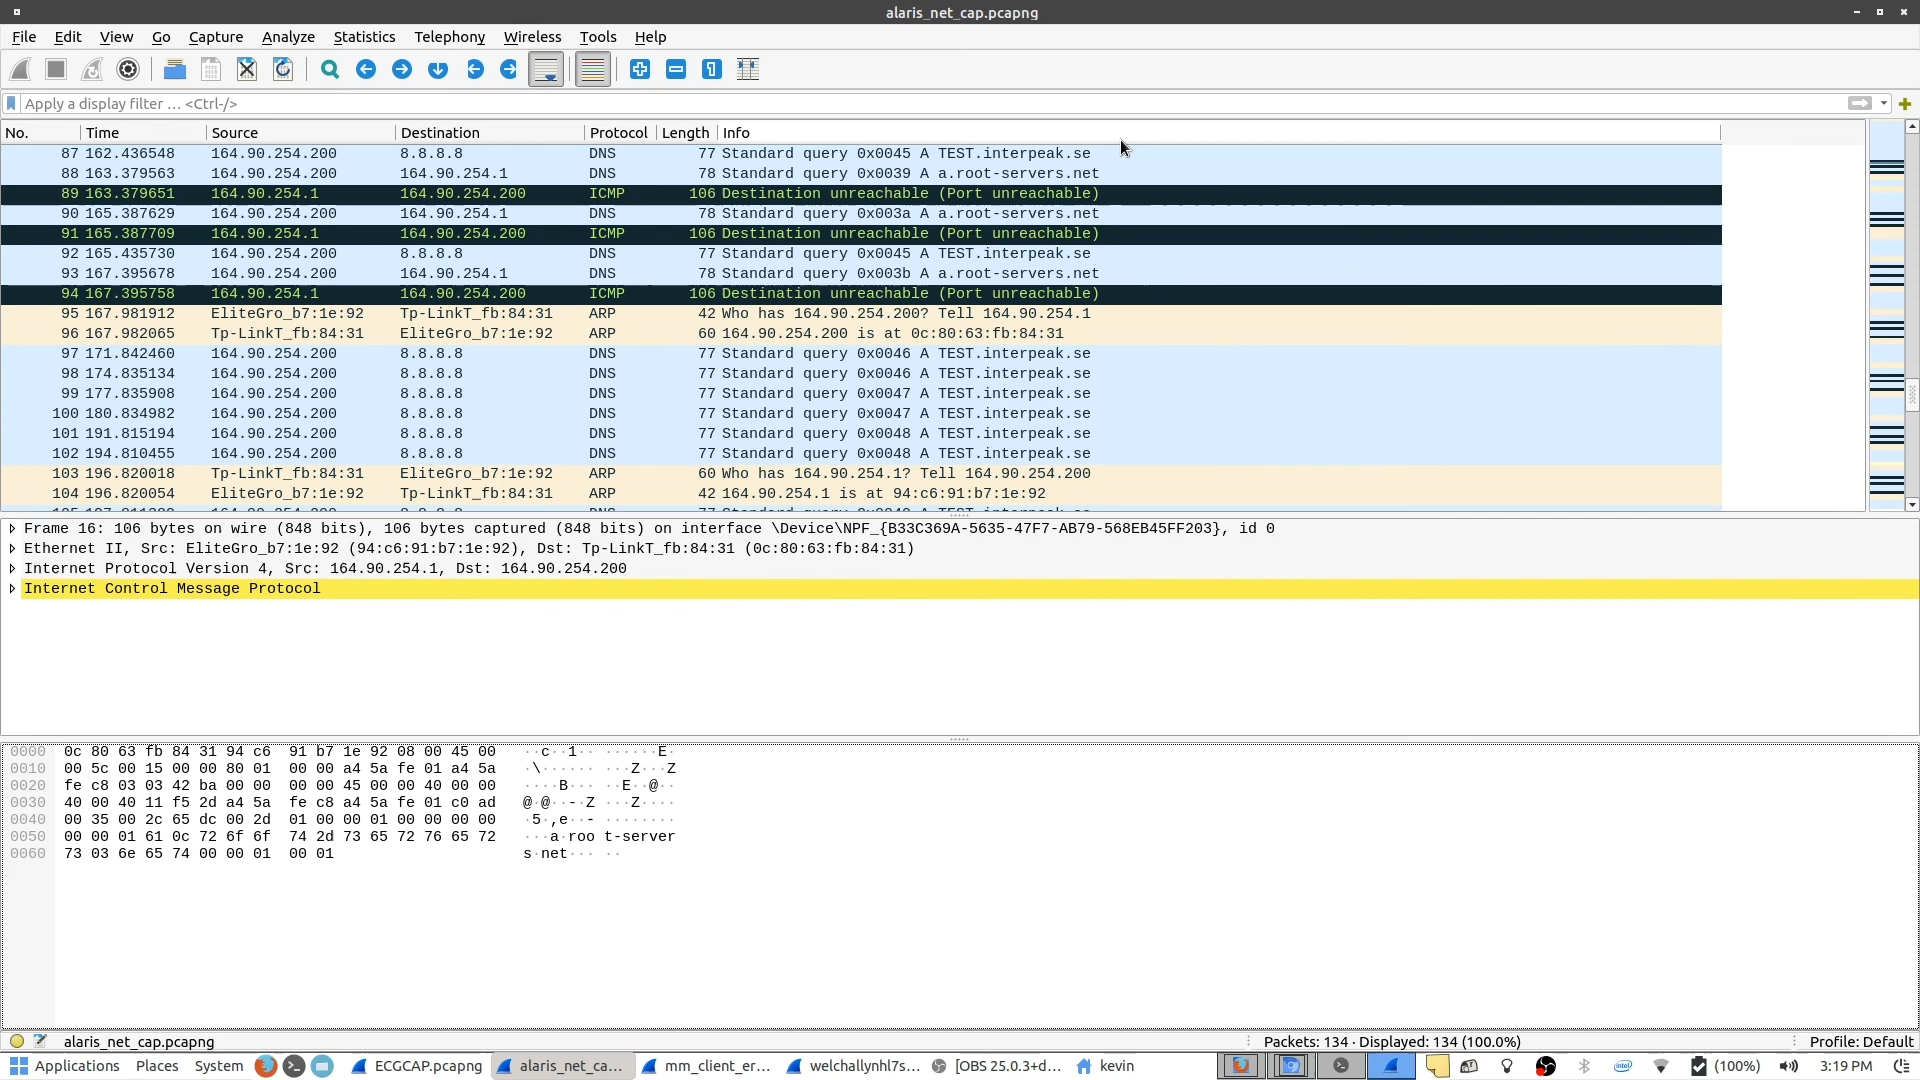 alaris_net_cap.pcapng
File Edit View Go Capture Analyze Statistics Telephony Wireless Tools Help
Apply a display filter … <Ctrl-/>
No. Time Source Destination Protocol Length Info
87 162.436548 164.90.254.200 8.8.8.8 DNS 77 Standard query 0x0045 A TEST.interpeak.se
88 163.379563 164.90.254.200 164.90.254.1 DNS 78 Standard query 0x0039 A a.root-servers.net
89 163.379651 164.90.254.1 164.90.254.200 ICMP 106 Destination unreachable (Port unreachable)
90 165.387629 164.90.254.200 164.90.254.1 DNS 78 Standard query 0x003a A a.root-servers.net
91 165.387709 164.90.254.1 164.90.254.200 ICMP 106 Destination unreachable (Port unreachable)
92 165.435730 164.90.254.200 8.8.8.8 DNS 77 Standard query 0x0045 A TEST.interpeak.se
93 167.395678 164.90.254.200 164.90.254.1 DNS 78 Standard query 0x003b A a.root-servers.net
94 167.395758 164.90.254.1 164.90.254.200 ICMP 106 Destination unreachable (Port unreachable)
95 167.981912 EliteGro_b7:1e:92 Tp-LinkT_fb:84:31 ARP 42 Who has 164.90.254.200? Tell 164.90.254.1
96 167.982065 Tp-LinkT_fb:84:31 EliteGro_b7:1e:92 ARP 60 164.90.254.200 is at 0c:80:63:fb:84:31
97 171.842460 164.90.254.200 8.8.8.8 DNS 77 Standard query 0x0046 A TEST.interpeak.se
98 174.835134 164.90.254.200 8.8.8.8 DNS 77 Standard query 0x0046 A TEST.interpeak.se
99 177.835908 164.90.254.200 8.8.8.8 DNS 77 Standard query 0x0047 A TEST.interpeak.se
100 180.834982 164.90.254.200 8.8.8.8 DNS 77 Standard query 0x0047 A TEST.interpeak.se
101 191.815194 164.90.254.200 8.8.8.8 DNS 77 Standard query 0x0048 A TEST.interpeak.se
102 194.810455 164.90.254.200 8.8.8.8 DNS 77 Standard query 0x0048 A TEST.interpeak.se
103 196.820018 Tp-LinkT_fb:84:31 EliteGro_b7:1e:92 ARP 60 Who has 164.90.254.1? Tell 164.90.254.200
104 196.820054 EliteGro_b7:1e:92 Tp-LinkT_fb:84:31 ARP 42 164.90.254.1 is at 94:c6:91:b7:1e:92
Frame 16: 106 bytes on wire (848 bits), 106 bytes captured (848 bits) on interface \Device\NPF_{B33C369A-5635-47F7-AB79-568EB45FF203}, id 0
Ethernet II, Src: EliteGro_b7:1e:92 (94:c6:91:b7:1e:92), Dst: Tp-LinkT_fb:84:31 (0c:80:63:fb:84:31)
Internet Protocol Version 4, Src: 164.90.254.1, Dst: 164.90.254.200
Internet Control Message Protocol
0000 0c 80 63 fb 84 31 94 c6 91 b7 1e 92 08 00 45 00 ··c··1·· ······E·
0010 00 5c 00 15 00 00 80 01 00 00 a4 5a fe 01 a4 5a ·\······ ···Z···Z
0020 fe c8 03 03 42 ba 00 00 00 00 45 00 00 40 00 00 ····B··· ··E··@··
0030 40 00 40 11 f5 2d a4 5a fe c8 a4 5a fe 01 c0 ad @·@··-·Z ···Z····
0040 00 35 00 2c 65 dc 00 2d 01 00 00 01 00 00 00 00 ·5·,e··- ········
0050 00 00 01 61 0c 72 6f 6f 74 2d 73 65 72 76 65 72 ···a·roo t-server
0060 73 03 6e 65 74 00 00 01 00 01 s·net··· ··
alaris_net_cap.pcapng Packets: 134 · Displayed: 134 (100.0%) Profile: Default
Applications Places System ECGCAP.pcapng alaris_net_ca… mm_client_er… welchallynhl7s… [OBS 25.0.3+d… kevin intel (100%) 3:19 PM